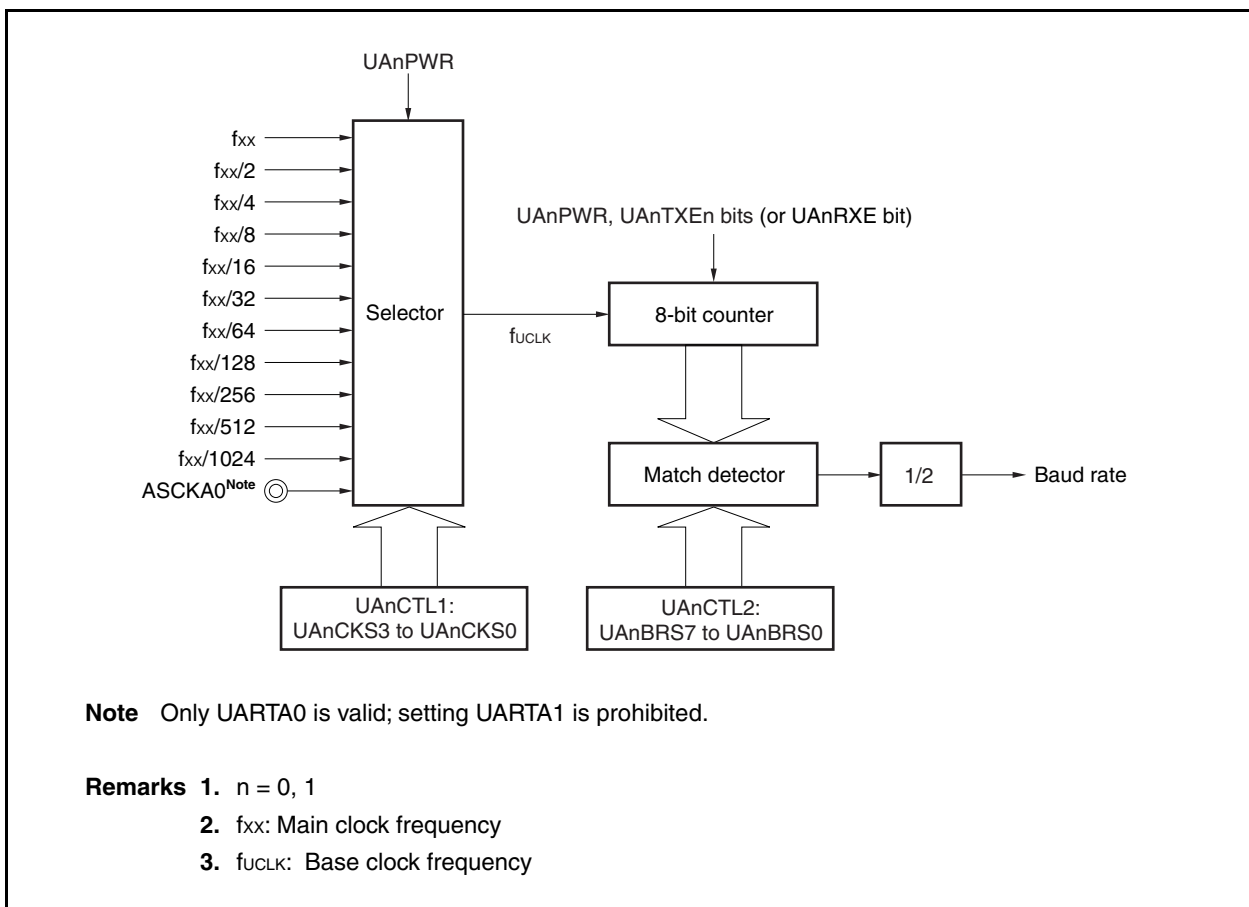 UAnPWR
fxx
fxx/2
fxx/4
fxx/8
fxx/16
fxx/32
fxx/64
fxx/128
fxx/256
fxx/512
fxx/1024
ASCKA0Note
Selector
fUCLK
UAnPWR, UAnTXEn bits (or UAnRXE bit)
8-bit counter
Match detector
1/2
Baud rate
UAnCTL1:
UAnCKS3 to UAnCKS0
UAnCTL2:
UAnBRS7 to UAnBRS0
Note Only UARTA0 is valid; setting UARTA1 is prohibited.
Remarks 1. n = 0, 1
2. fxx: Main clock frequency
3. fUCLK: Base clock frequency